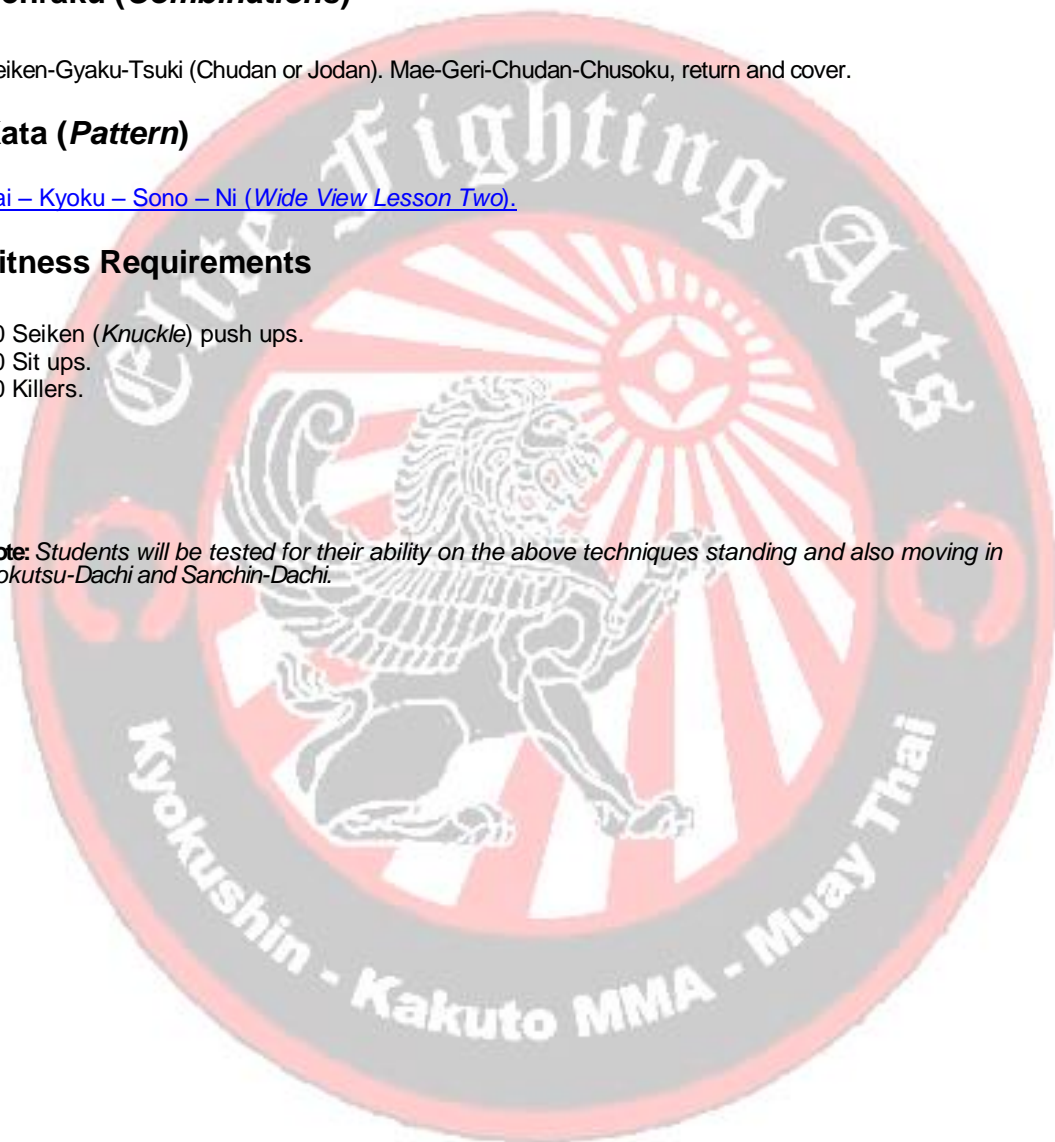 enraku (Combinations)
eiken-Gyaku-Tsuki (Chudan or Jodan). Mae-Geri-Chudan-Chusoku, return and cover.
ata (Pattern)
ai – Kyoku – Sono – Ni (Wide View Lesson Two).
itness Requirements
0 Seiken (Knuckle) push ups.
0 Sit ups.
0 Killers.
ote: Students will be tested for their ability on the above techniques standing and also moving in
okutsu-Dachi and Sanchin-Dachi.
Elite Fighting Arts
Kyokushin - Kakuto MMA - Muay Thai